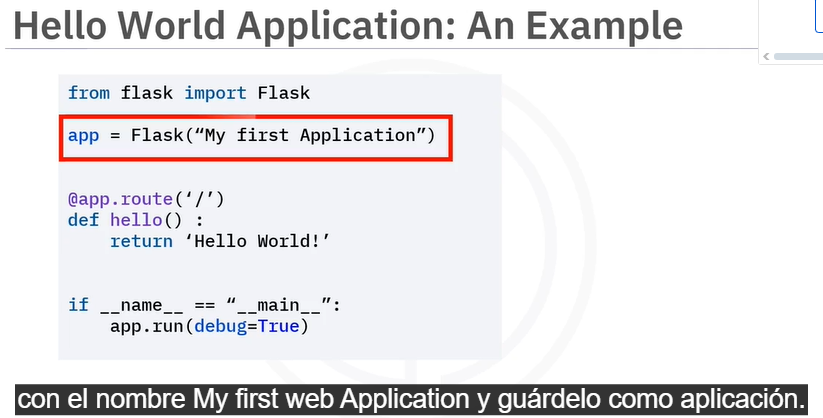 Hello World Application: An Example
from flask import Flask
app = Flask(“My first Application”)
@app.route(‘/’)
def hello() :
return ‘Hello World!’
if __name__ == “__main__”:
app.run(debug=True)
con el nombre My first web Application y guárdelo como aplicación.